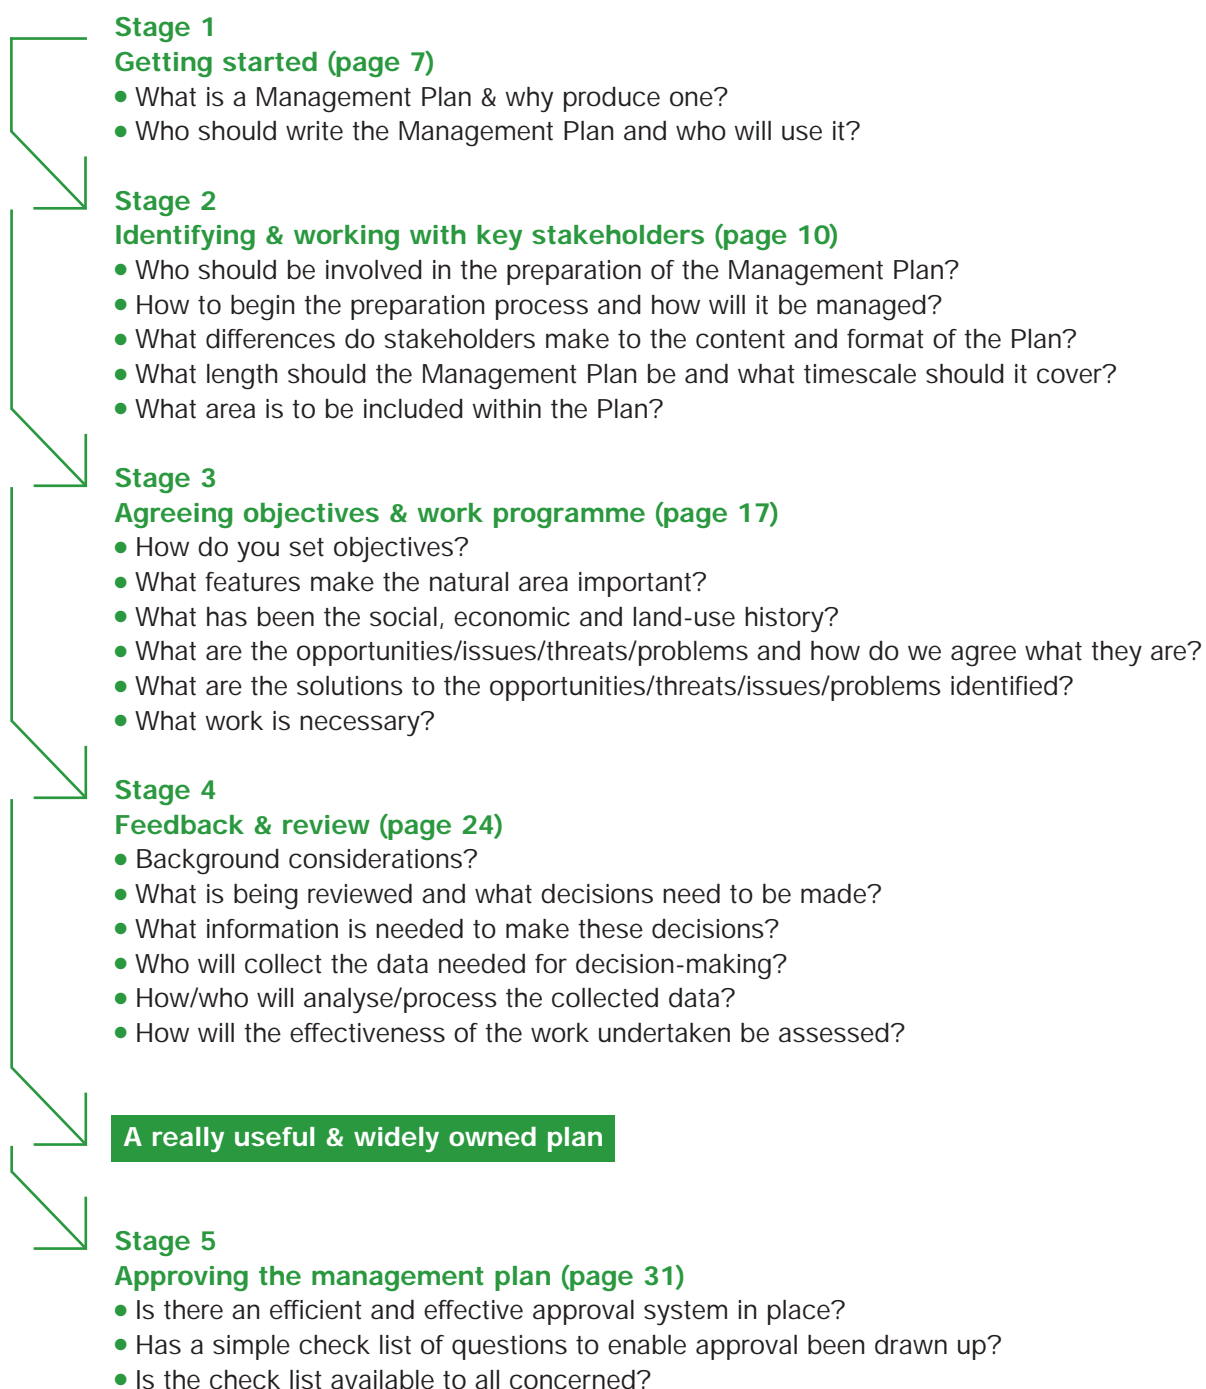 Stage 1
Getting started (page 7)
• What is a Management Plan & why produce one?
• Who should write the Management Plan and who will use it?
Stage 2
Identifying & working with key stakeholders (page 10)
• Who should be involved in the preparation of the Management Plan?
• How to begin the preparation process and how will it be managed?
• What differences do stakeholders make to the content and format of the Plan?
• What length should the Management Plan be and what timescale should it cover?
• What area is to be included within the Plan?
Stage 3
Agreeing objectives & work programme (page 17)
• How do you set objectives?
• What features make the natural area important?
• What has been the social, economic and land-use history?
• What are the opportunities/issues/threats/problems and how do we agree what they are?
• What are the solutions to the opportunities/threats/issues/problems identified?
• What work is necessary?
Stage 4
Feedback & review (page 24)
• Background considerations?
• What is being reviewed and what decisions need to be made?
• What information is needed to make these decisions?
• Who will collect the data needed for decision-making?
• How/who will analyse/process the collected data?
• How will the effectiveness of the work undertaken be assessed?
A really useful & widely owned plan
Stage 5
Approving the management plan (page 31)
• Is there an efficient and effective approval system in place?
• Has a simple check list of questions to enable approval been drawn up?
• Is the check list available to all concerned?